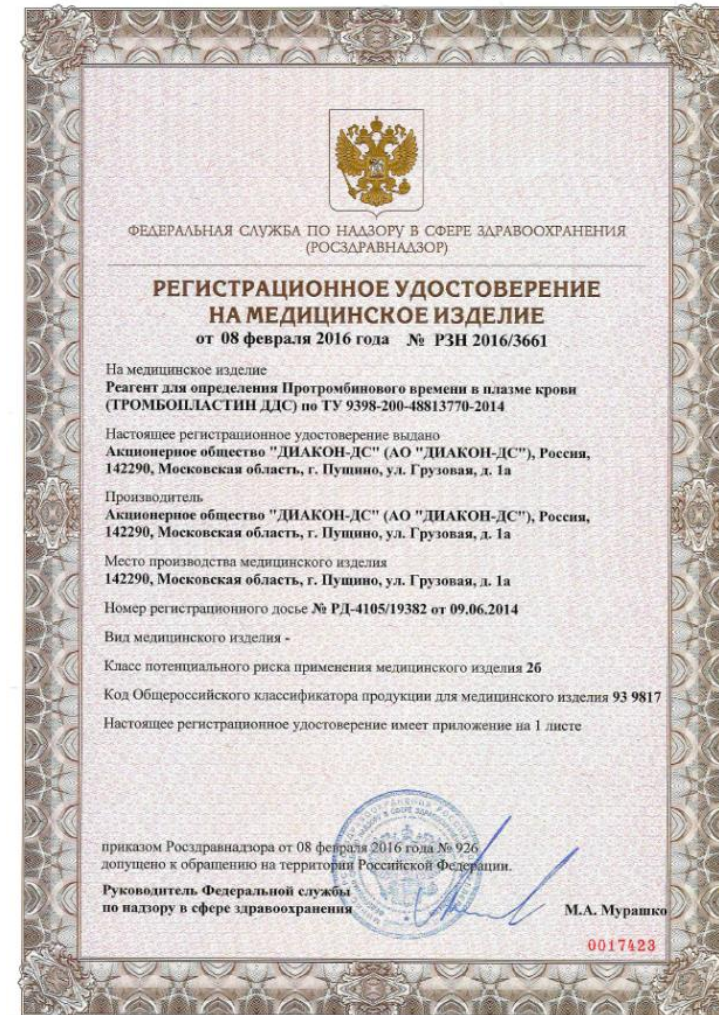 ФЕДЕРАЛЬНАЯ СЛУЖБА ПО НАДЗОРУ В СФЕРЕ ЗДРАВООХРАНЕНИЯ
(РОСЗДРАВНАДЗОР)
РЕГИСТРАЦИОННОЕ УДОСТОВЕРЕНИЕ
НА МЕДИЦИНСКОЕ ИЗДЕЛИЕ
от 08 февраля 2016 года № РЗН 2016/3661
На медицинское изделие
Реагент для определения Протромбинового времени в плазме крови
(ТРОМБОПЛАСТИН ДДС) по ТУ 9398-200-48813770-2014
Настоящее регистрационное удостоверение выдано
Акционерное общество "ДИАКОН-ДС" (АО "ДИАКОН-ДС"), Россия,
142290, Московская область, г. Пущино, ул. Грузовая, д. 1а
Производитель
Акционерное общество "ДИАКОН-ДС" (АО "ДИАКОН-ДС"), Россия,
142290, Московская область, г. Пущино, ул. Грузовая, д. 1а
Место производства медицинского изделия
142290, Московская область, г. Пущино, ул. Грузовая, д. 1а
Номер регистрационного досье № РД-4105/19382 от 09.06.2014
Вид медицинского изделия -
Класс потенциального риска применения медицинского изделия 2б
Код Общероссийского классификатора продукции для медицинского изделия 93 9817
Настоящее регистрационное удостоверение имеет приложение на 1 листе
приказом Росздравнадзора от 08 февраля 2016 года № 926
допущено к обращению на территории Российской Федерации.
Руководитель Федеральной службы
по надзору в сфере здравоохранения
М.А. Мурашко
0017423